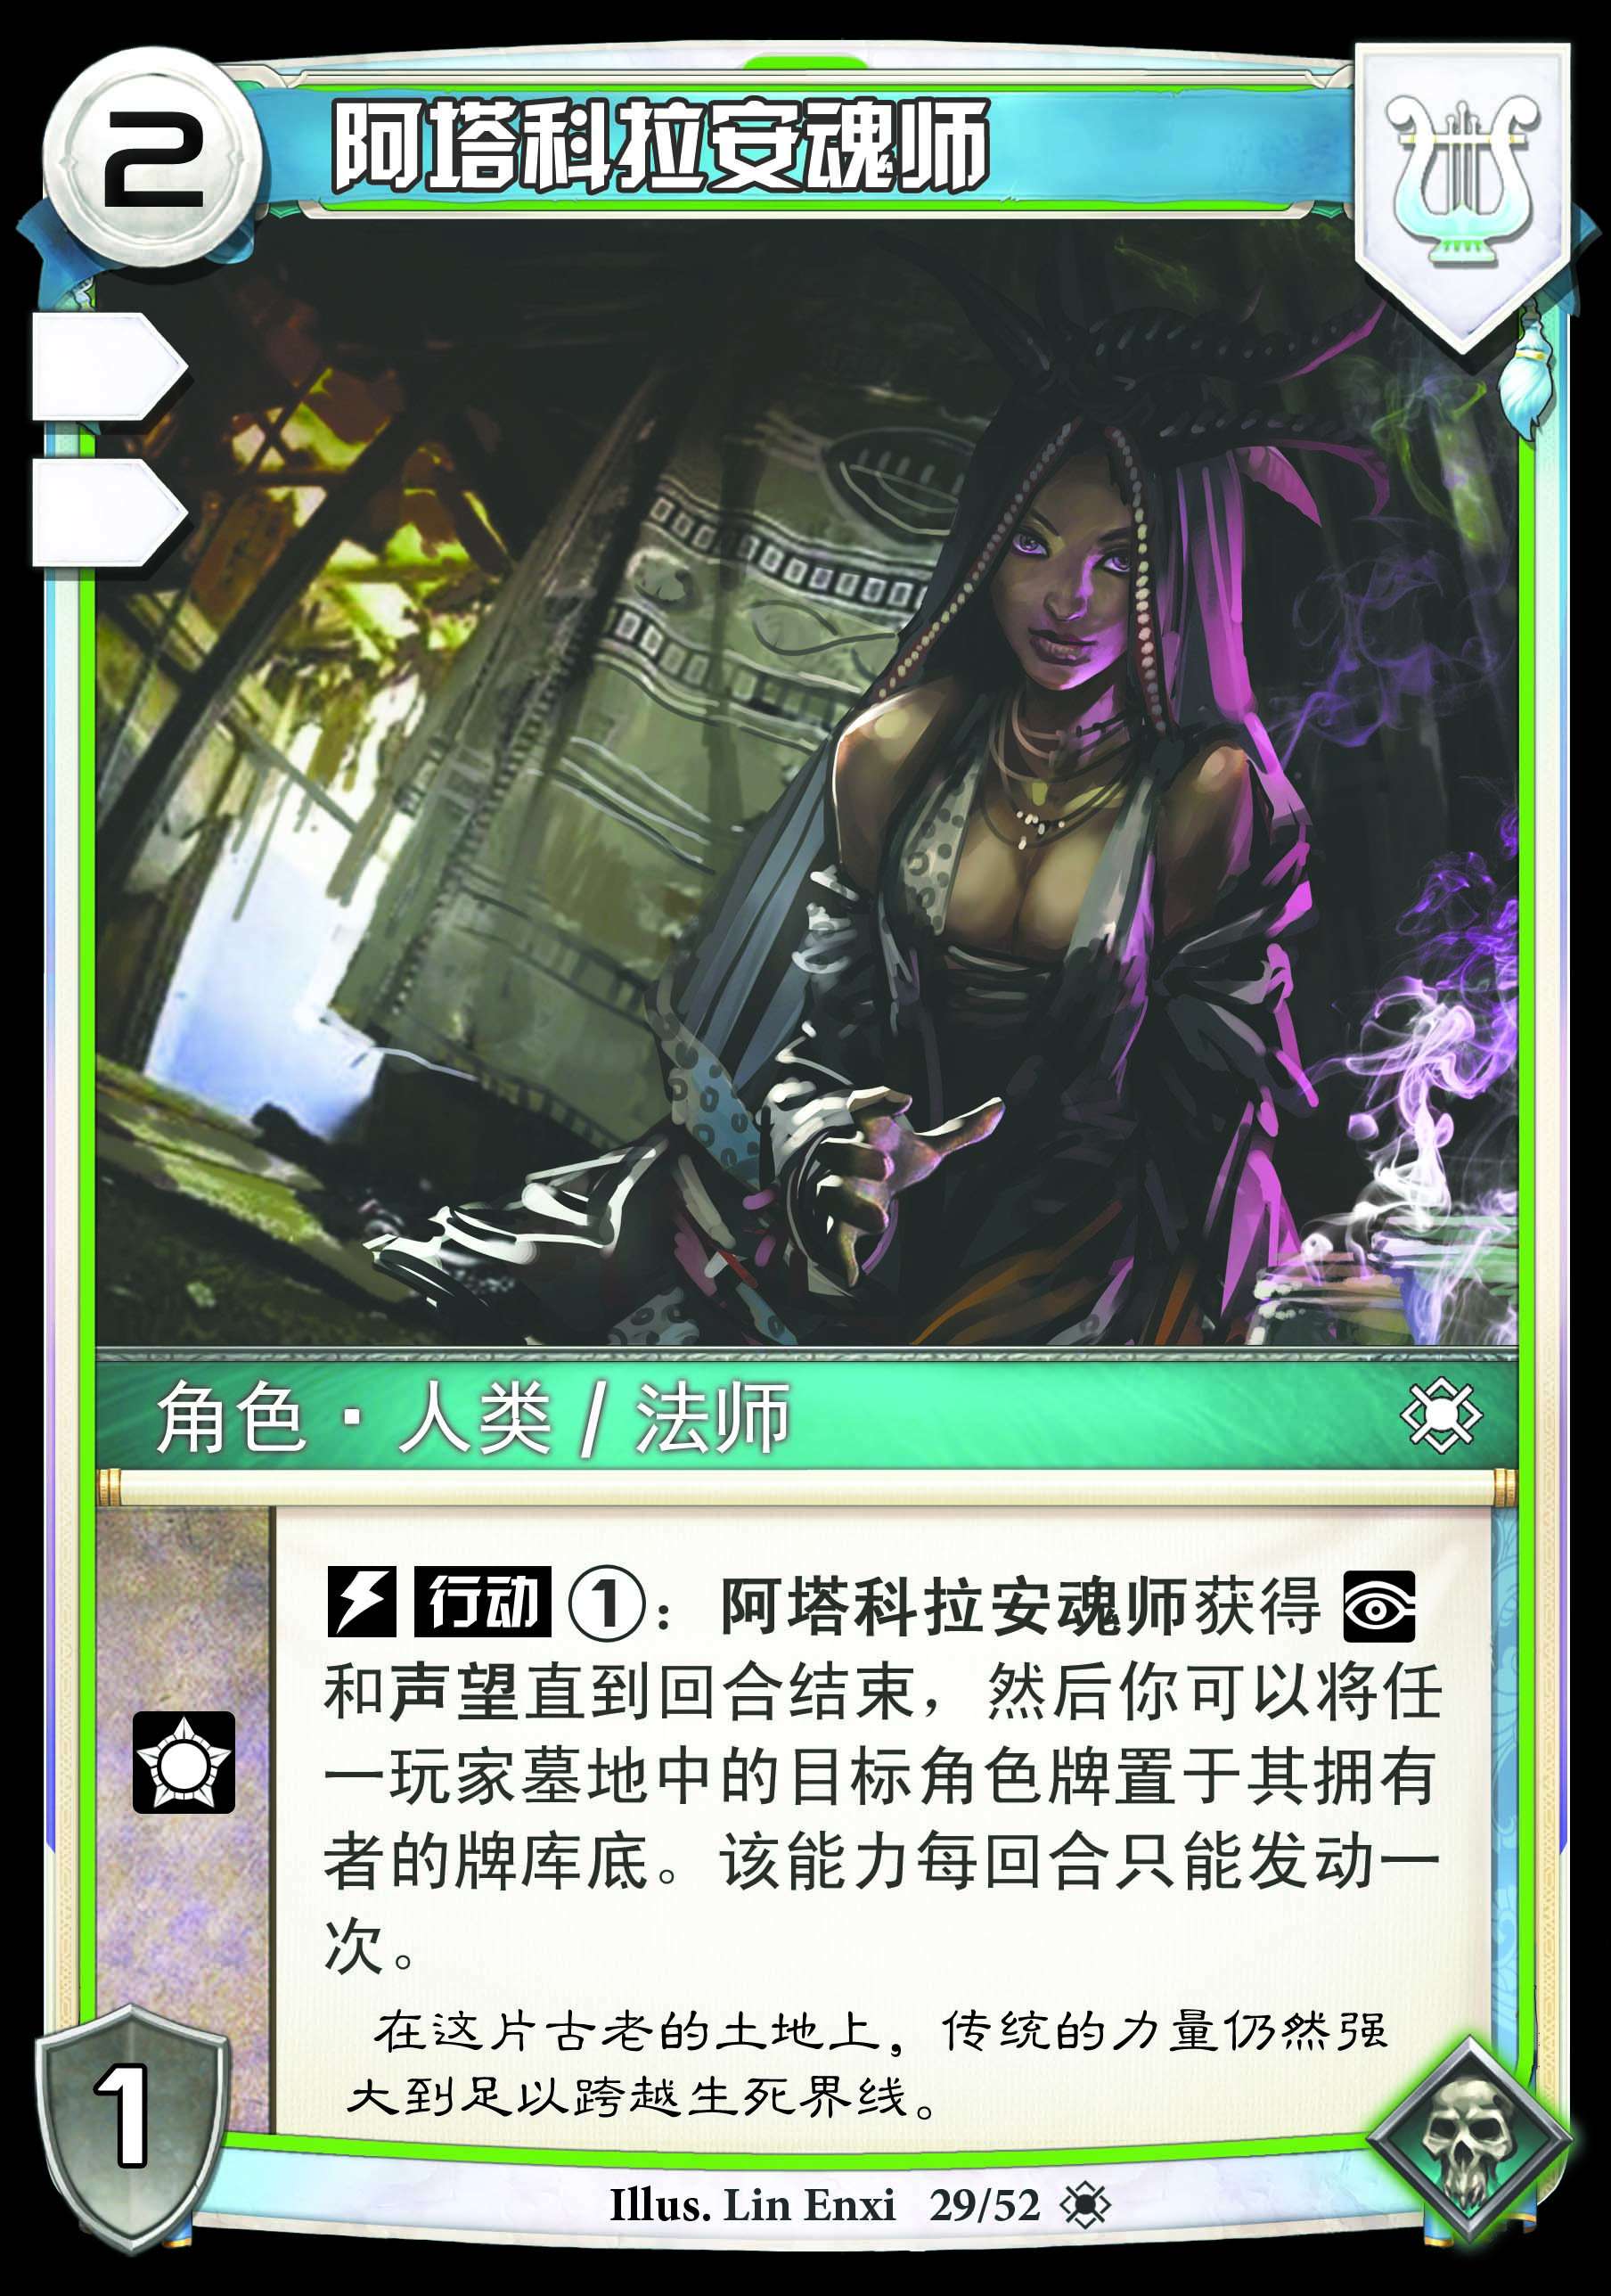 2
阿塔科拉安魂师
角色·人类 / 法师
行动 ①：阿塔科拉安魂师获得
和声望直到回合结束，然后你可以将任
一玩家墓地中的目标角色牌置于其拥有
者的牌库底。该能力每回合只能发动一
次。
在这片古老的土地上，传统的力量仍然强
大到足以跨越生死界线。
1
Illus. Lin Enxi 29/52